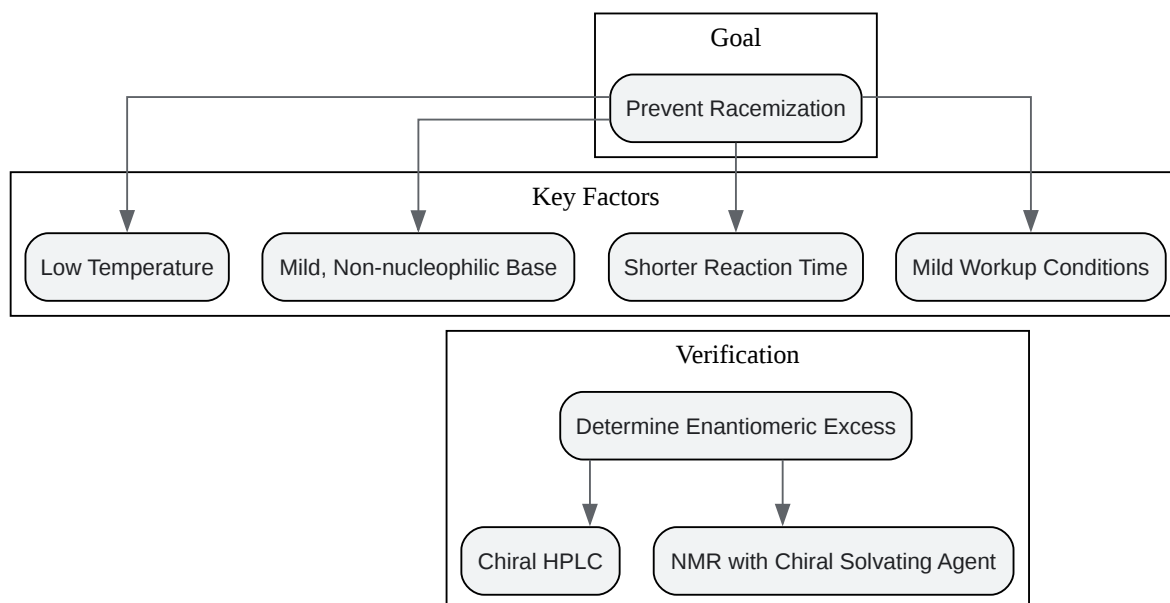 Goal
Prevent Racemization
Key Factors
Low Temperature
Mild, Non-nucleophilic Base
Shorter Reaction Time
Mild Workup Conditions
Verification
Determine Enantiomeric Excess
Chiral HPLC
NMR with Chiral Solvating Agent